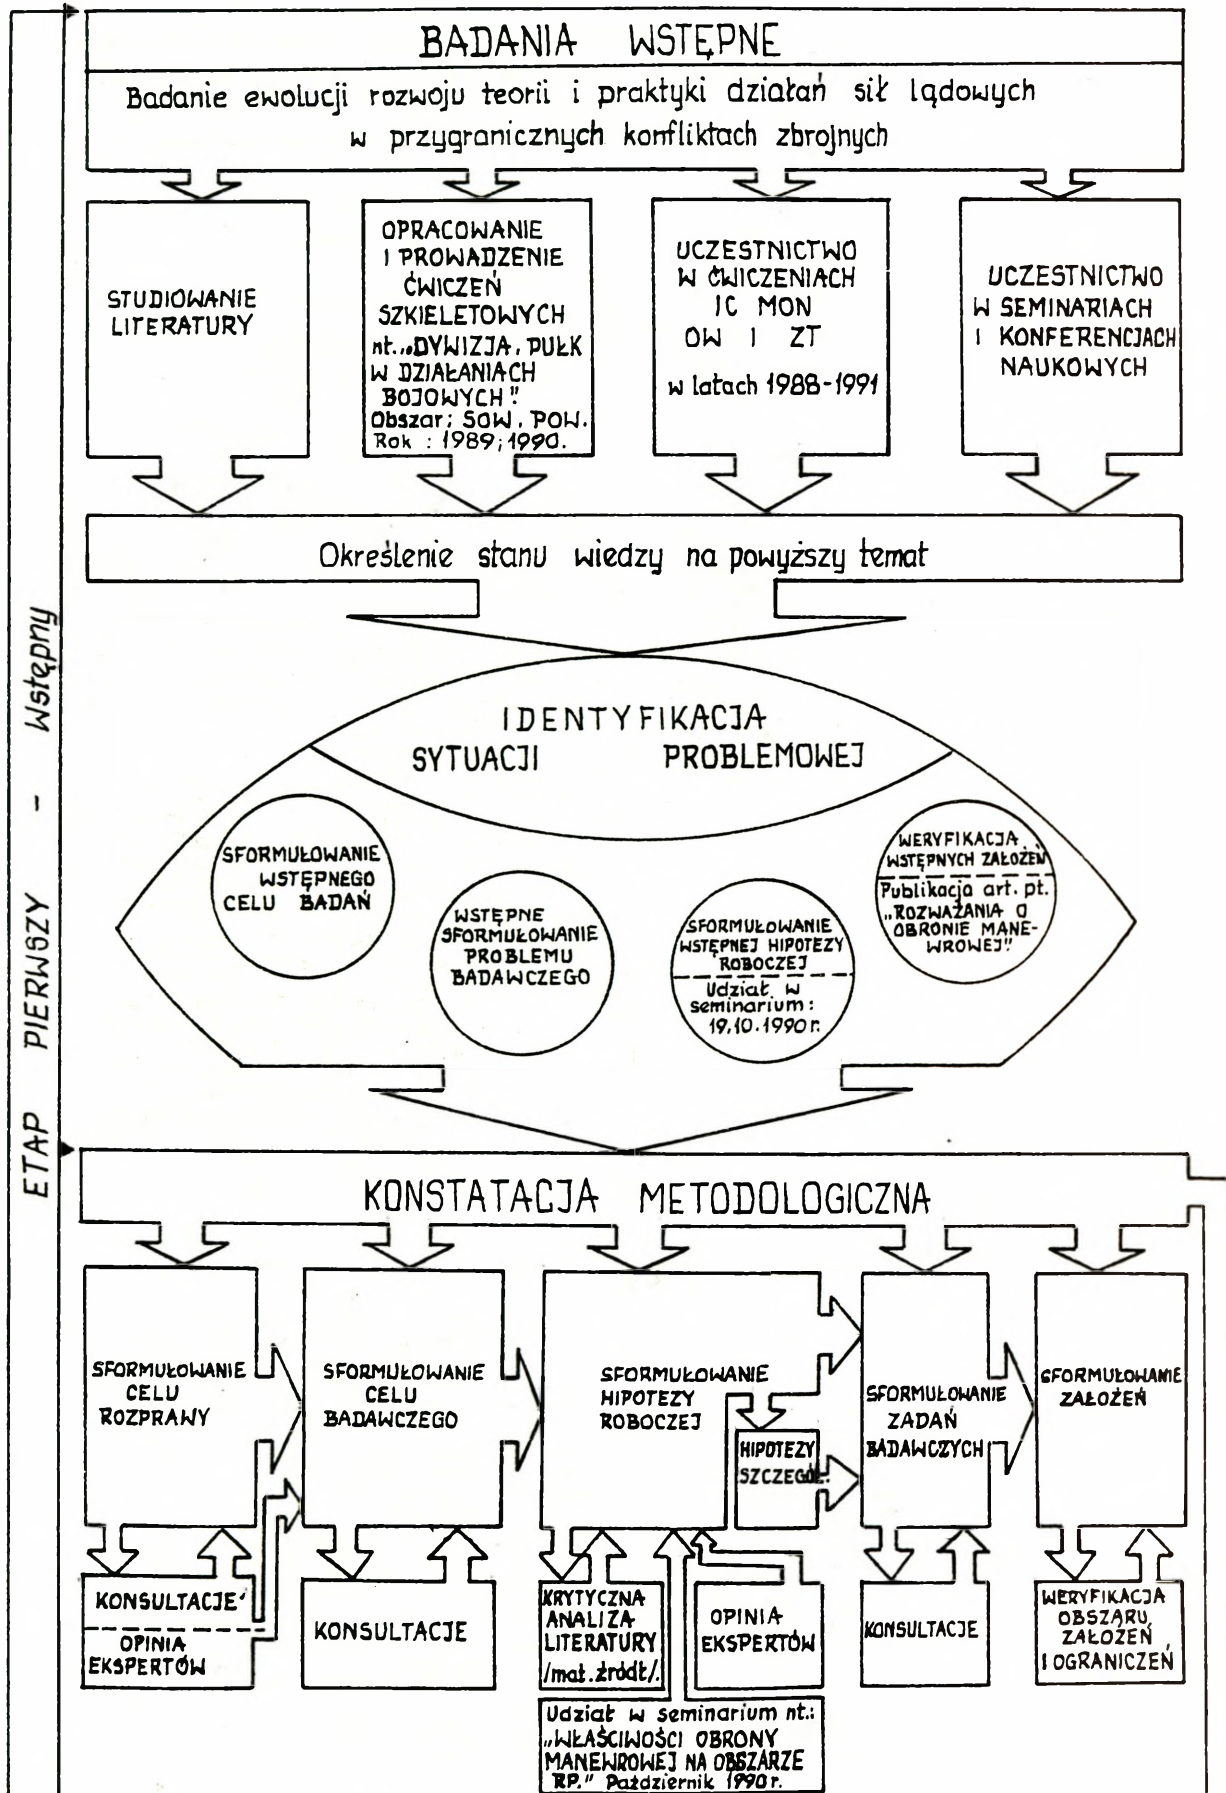 BADANIA WSTĘPNE
Badanie ewolucji rozwoju teorii i praktyki działań sił lądowych
w przygranicznych konfliktach zbrojnych
STUDIOWANIE
LITERATURY
OPRACOWANIE
I PROWADZENIE
ĆWICZEŃ
SZKIELETOWYCH
nt. „DYWIZJA, PUŁK
W DZIAŁANIACH
BOJOWYCH"
Obszar: SOW, POW.
Rok : 1989; 1990.
UCZESTNICTWO
W ĆWICZENIACH
IC MON
OW I ZT
w latach 1988-1991
UCZESTNICTWO
W SEMINARIACH
I KONFERENCJACH
NAUKOWYCH
Określenie stanu wiedzy na powyższy temat
ETAP PIERWSZY - Wstępny
IDENTYFIKACJA
SYTUACJI PROBLEMOWEJ
SFORMUŁOWANIE
WSTĘPNEGO
CELU BADAŃ
WSTĘPNE
SFORMUŁOWANIE
PROBLEMU
BADAWCZEGO
SFORMUŁOWANIE
WSTĘPNEJ HIPOTEZY
ROBOCZEJ
Udział w
seminarium:
19.10.1990 r.
WERYFIKACJA
WSTĘPNYCH ZAŁOŻEŃ
Publikacja art. pt.
„ROZWAŻANIA O
OBRONIE MANE-
WROWEJ"
KONSTATACJA METODOLOGICZNA
SFORMUŁOWANIE
CELU
ROZPRAWY
SFORMUŁOWANIE
CELU
BADAWCZEGO
SFORMUŁOWANIE
HIPOTEZY
ROBOCZEJ
HIPOTEZY
SZCZEGÓŁ.
SFORMUŁOWANIE
ZADAŃ
BADAWCZYCH
SFORMUŁOWANIE
ZAŁOŻEŃ
KONSULTACJE
OPINIA
EKSPERTÓW
KONSULTACJE
KRYTYCZNA
ANALIZA
LITERATURY
/mat. źródł/.
OPINIA
EKSPERTÓW
KONSULTACJE
WERYFIKACJA
OBSZARU,
ZAŁOŻEŃ
I OGRANICZEŃ
Udział w seminarium nt.:
„WŁAŚCIWOŚCI OBRONY
MANEWROWEJ NA OBSZARZE
RP." Październik 1990 r.